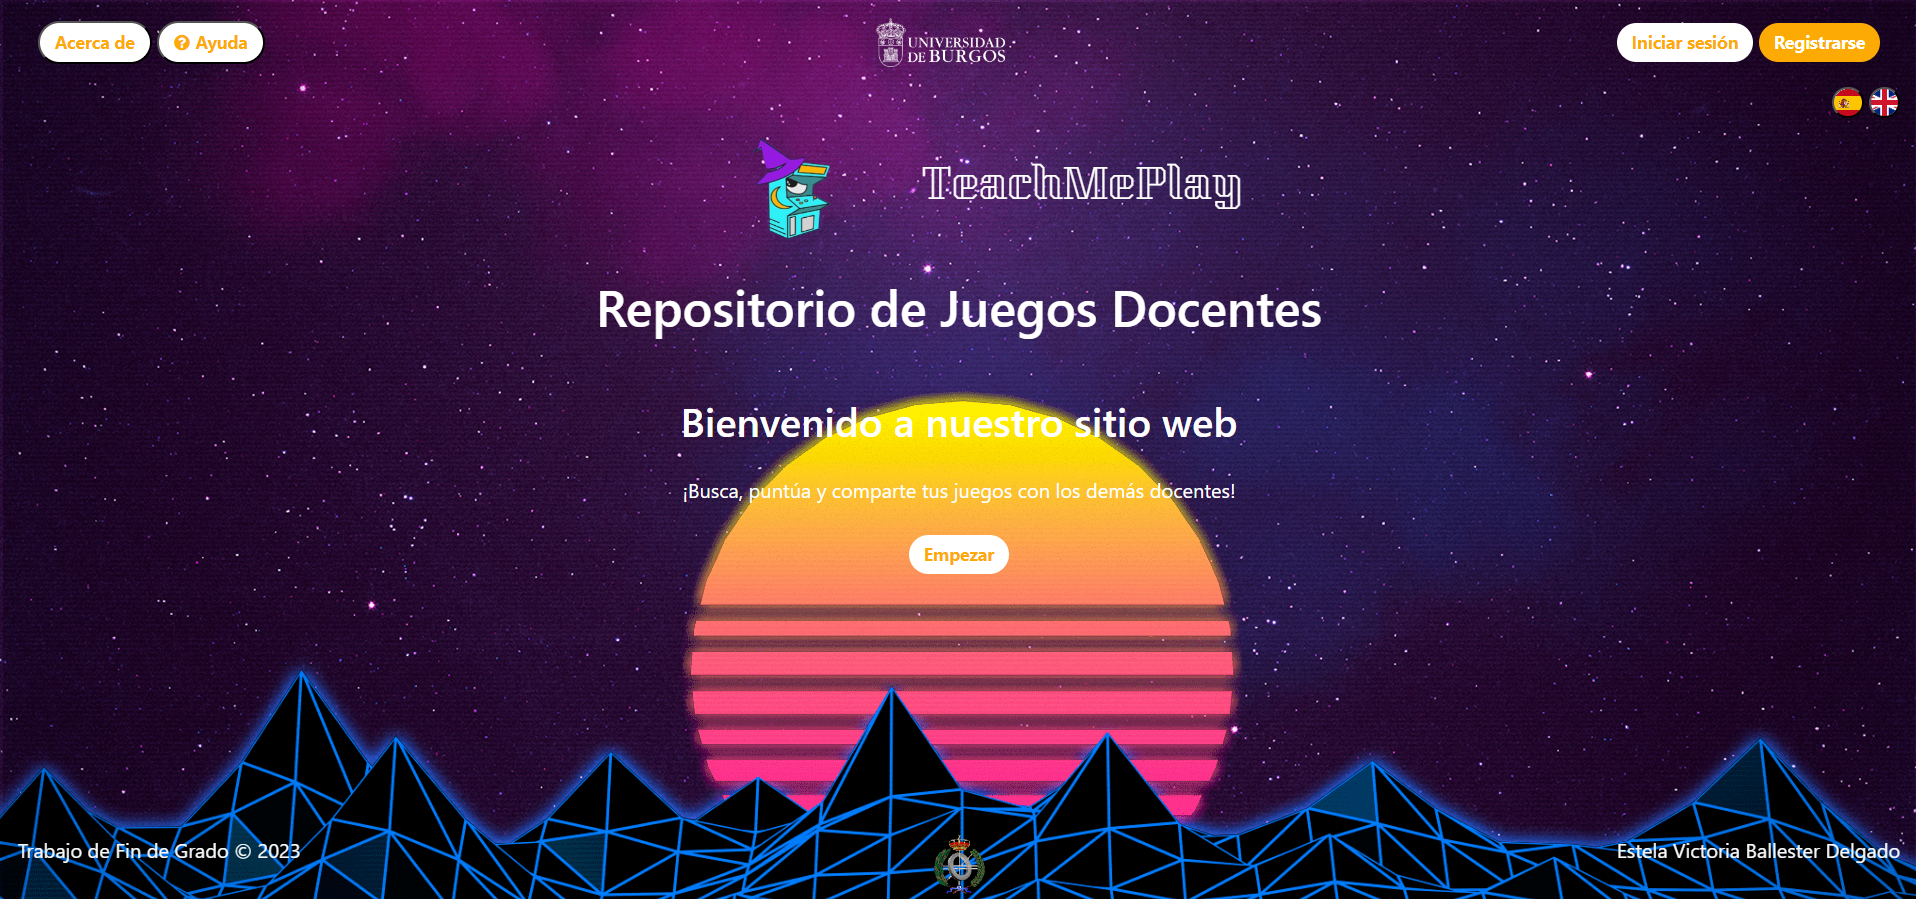 Acerca de
Ayuda
UNIVERSIDAD
DE BURGOS
Iniciar sesión
Registrarse
TeachMePlay
Repositorio de Juegos Docentes
Bienvenido a nuestro sitio web
¡Busca, puntúa y comparte tus juegos con los demás docentes!
Empezar
Trabajo de Fin de Grado © 2023
Estela Victoria Ballester Delgado